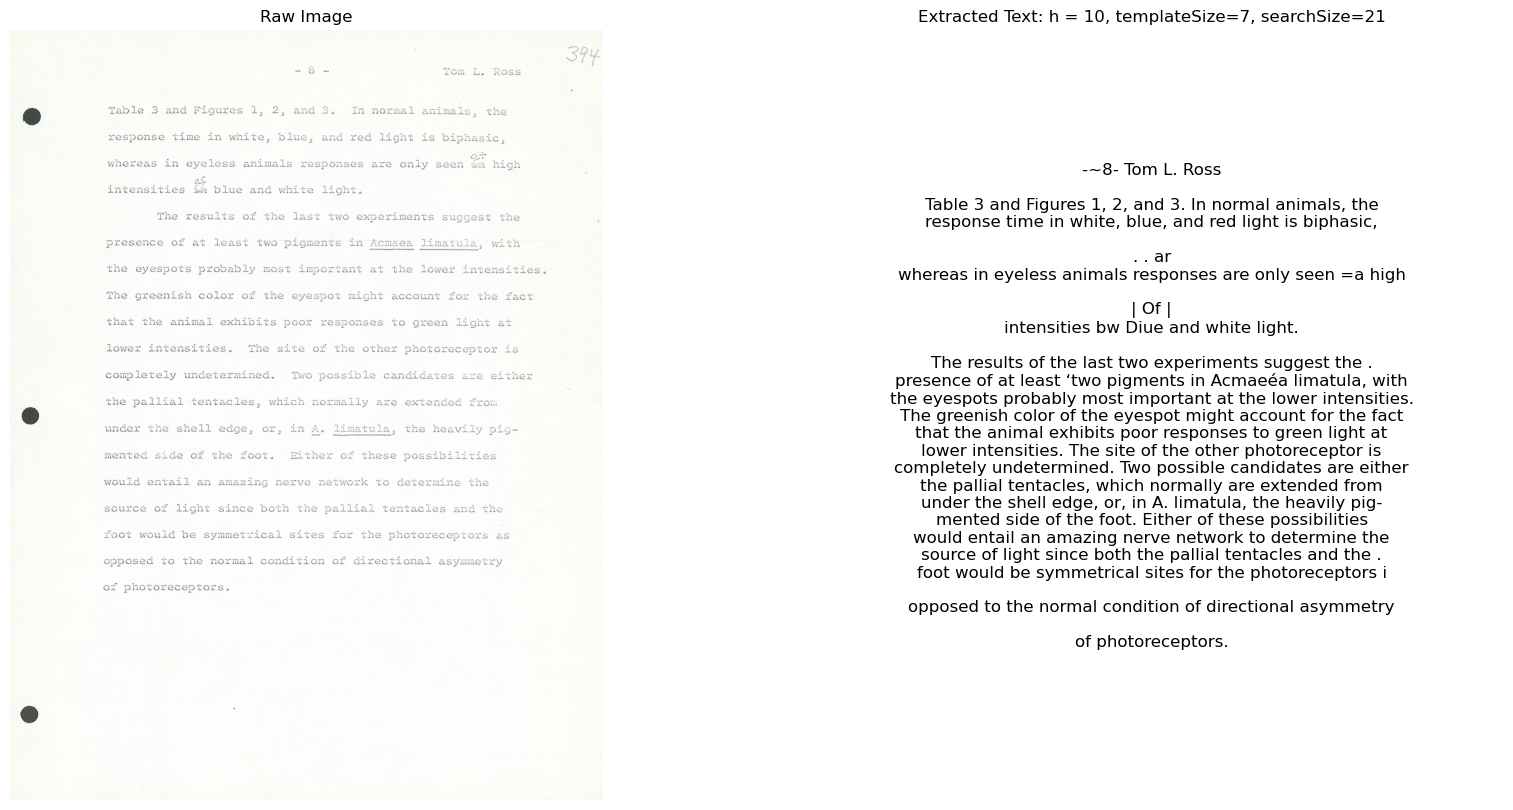 Raw Image
394
- 8 - Tom L. Ross
Table 3 and Figures 1, 2, and 3. In normal animals, the
response time in white, blue, and red light is biphasic,
whereas in eyeless animals responses are only seen at high
intensities of blue and white light.
The results of the last two experiments suggest the
presence of at least two pigments in Acmaea limatula, with
the eyespots probably most important at the lower intensities.
The greenish color of the eyespot might account for the fact
that the animal exhibits poor responses to green light at
lower intensities. The site of the other photoreceptor is
completely undetermined. Two possible candidates are either
the pallial tentacles, which normally are extended from
under the shell edge, or, in A. limatula, the heavily pig-
mented side of the foot. Either of these possibilities
would entail an amazing nerve network to determine the
source of light since both the pallial tentacles and the
foot would be symmetrical sites for the photoreceptors as
opposed to the normal condition of directional asymmetry
of photoreceptors.
Extracted Text: h = 10, templateSize=7, searchSize=21
-~8- Tom L. Ross
Table 3 and Figures 1, 2, and 3. In normal animals, the
response time in white, blue, and red light is biphasic,
. . ar
whereas in eyeless animals responses are only seen =a high
| Of |
intensities bw Diue and white light.
The results of the last two experiments suggest the .
presence of at least ‘two pigments in Acmaeéa limatula, with
the eyespots probably most important at the lower intensities.
The greenish color of the eyespot might account for the fact
that the animal exhibits poor responses to green light at
lower intensities. The site of the other photoreceptor is
completely undetermined. Two possible candidates are either
the pallial tentacles, which normally are extended from
under the shell edge, or, in A. limatula, the heavily pig-
mented side of the foot. Either of these possibilities
would entail an amazing nerve network to determine the
source of light since both the pallial tentacles and the .
foot would be symmetrical sites for the photoreceptors i
opposed to the normal condition of directional asymmetry
of photoreceptors.